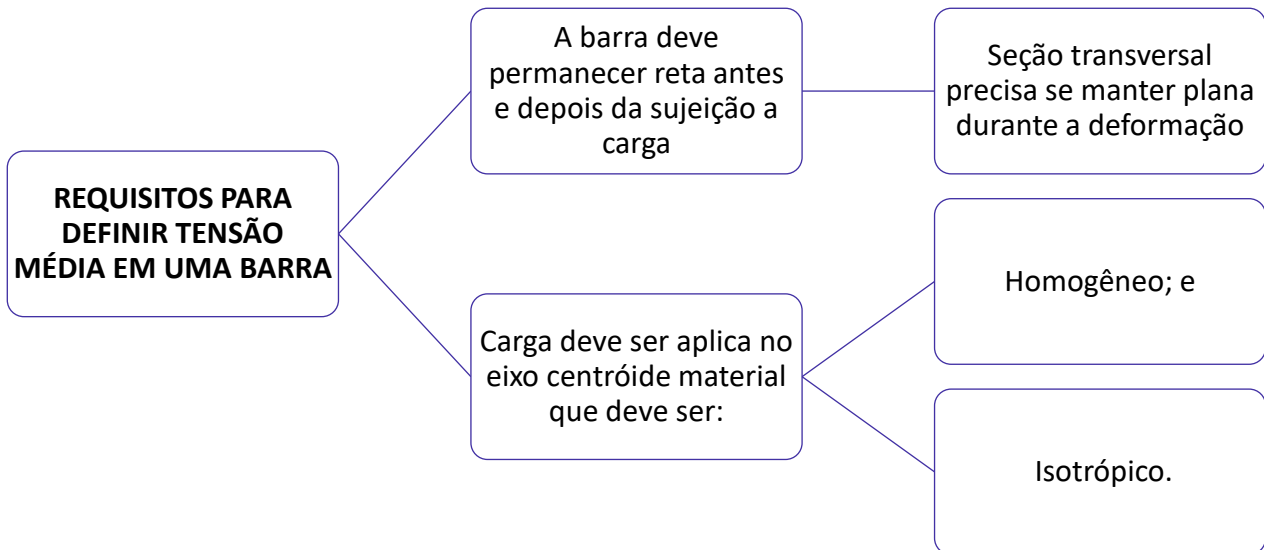 REQUISITOS PARA
DEFINIR TENSÃO
MÉDIA EM UMA BARRA
A barra deve
permanecer reta antes
e depois da sujeição a
carga
Seção transversal
precisa se manter plana
durante a deformação
Carga deve ser aplica no
eixo centróide material
que deve ser:
Homogêneo; e
Isotrópico.